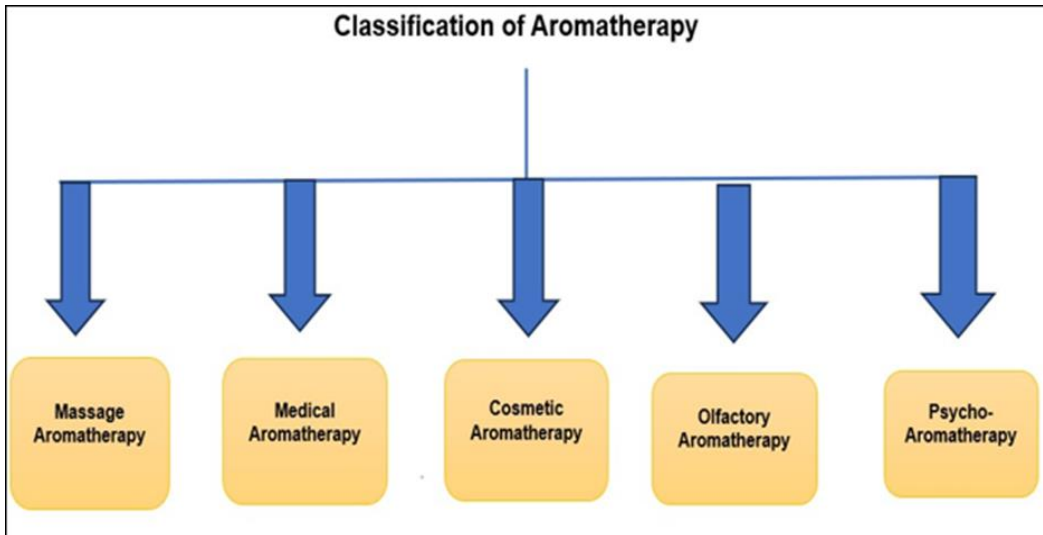 Classification of Aromatherapy
Massage
Aromatherapy
Medical
Aromatherapy
Cosmetic
Aromatherapy
Olfactory
Aromatherapy
Psycho-
Aromatherapy